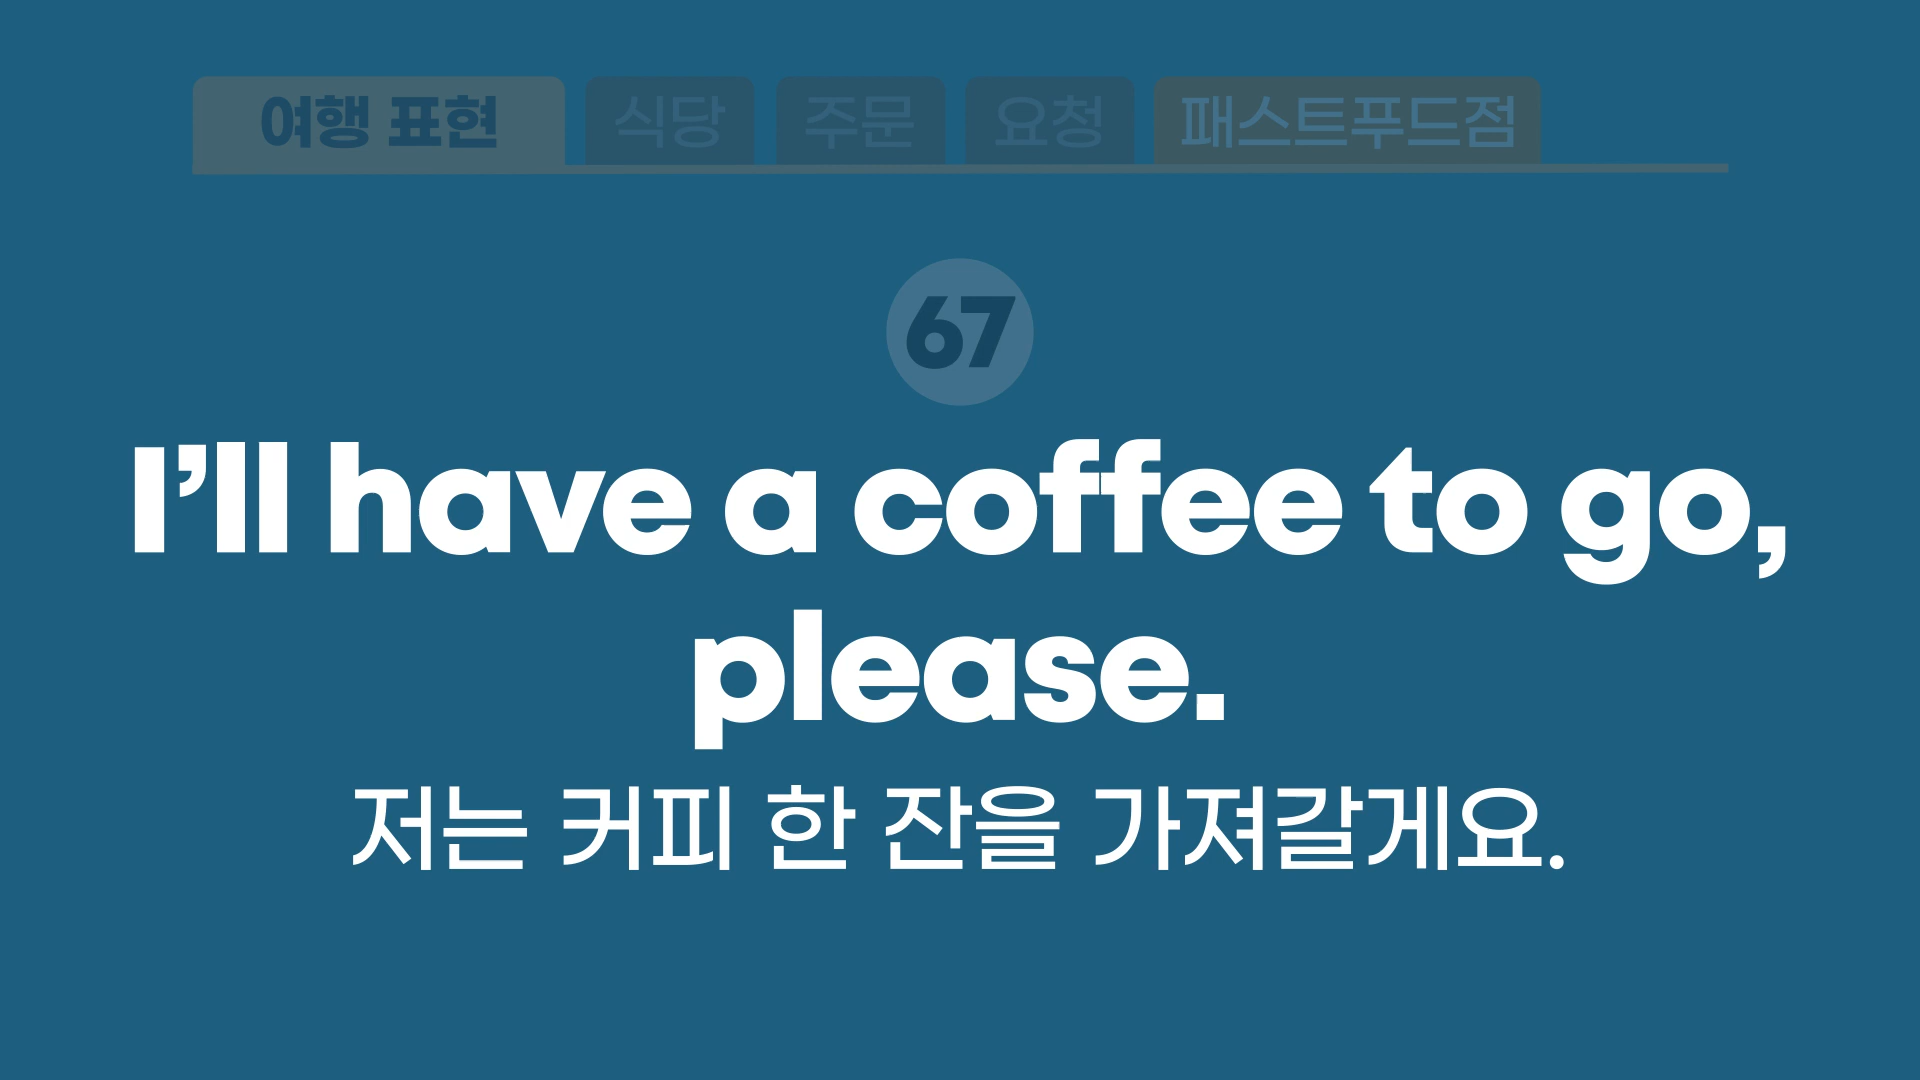 여행 표현 식당 주문 요청 패스트푸드점
67
I’ll have a coffee to go,
please.
저는 커피 한 잔을 가져갈게요.